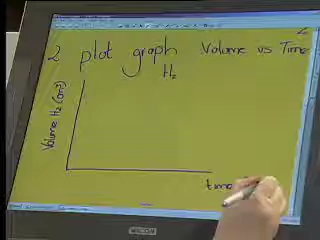 2 plot graph Volume vs Time
H₂
Volume H₂ (cm³)
time
WACOM